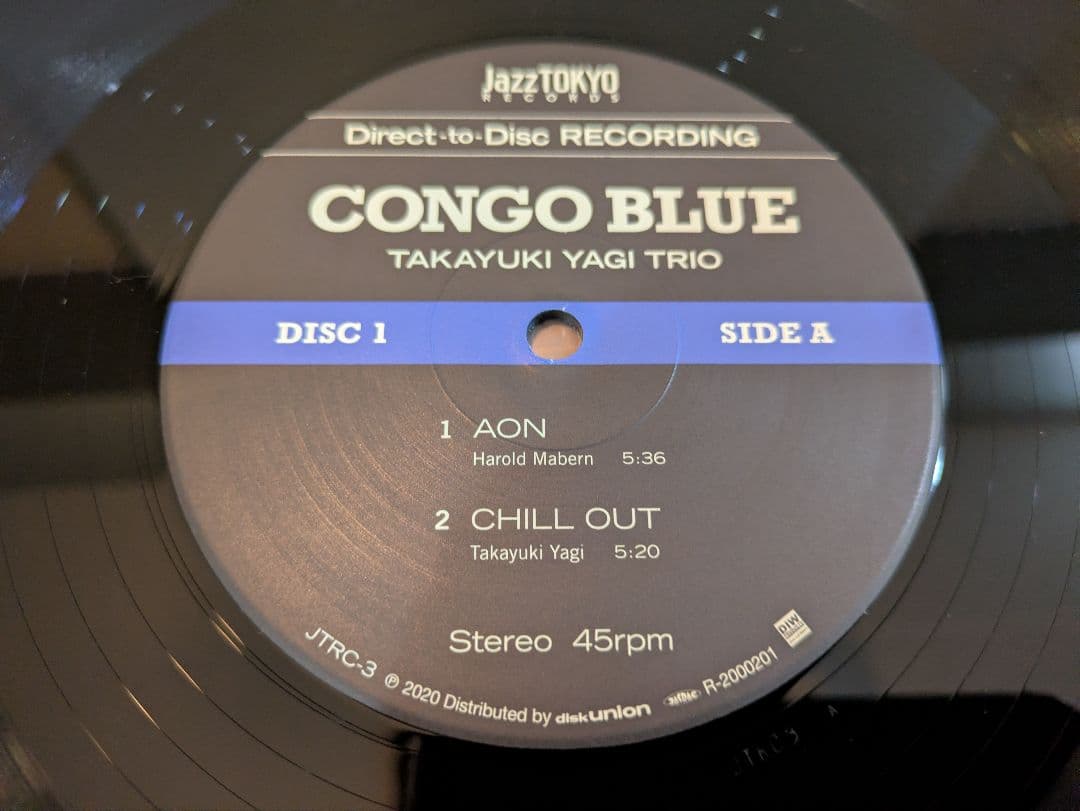 JazzTOKYO
RECORDS
Direct-to-Disc RECORDING
CONGO BLUE
TAKAYUKI YAGI TRIO
DISC 1
SIDE A
1 AON
Harold Mabern 5:36
2 CHILL OUT
Takayuki Yagi 5:20
Stereo 45rpm
JTRC-3 ℗ 2020 Distributed by diskunion R-2000201
DIW